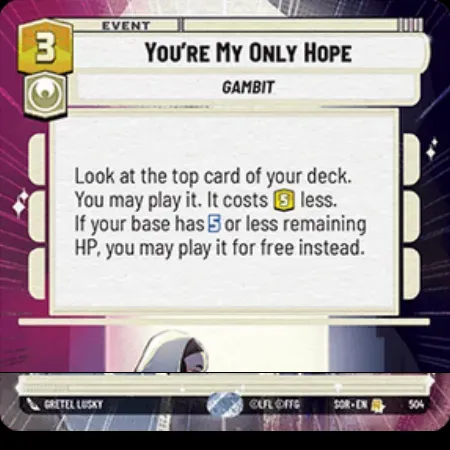 3
EVENT
YOU'RE MY ONLY HOPE
GAMBIT
Look at the top card of your deck.
You may play it. It costs 5 less.
If your base has 5 or less remaining
HP, you may play it for free instead.
GRETEL LUSKY
©LFL ©FFG
SOR • EN
504